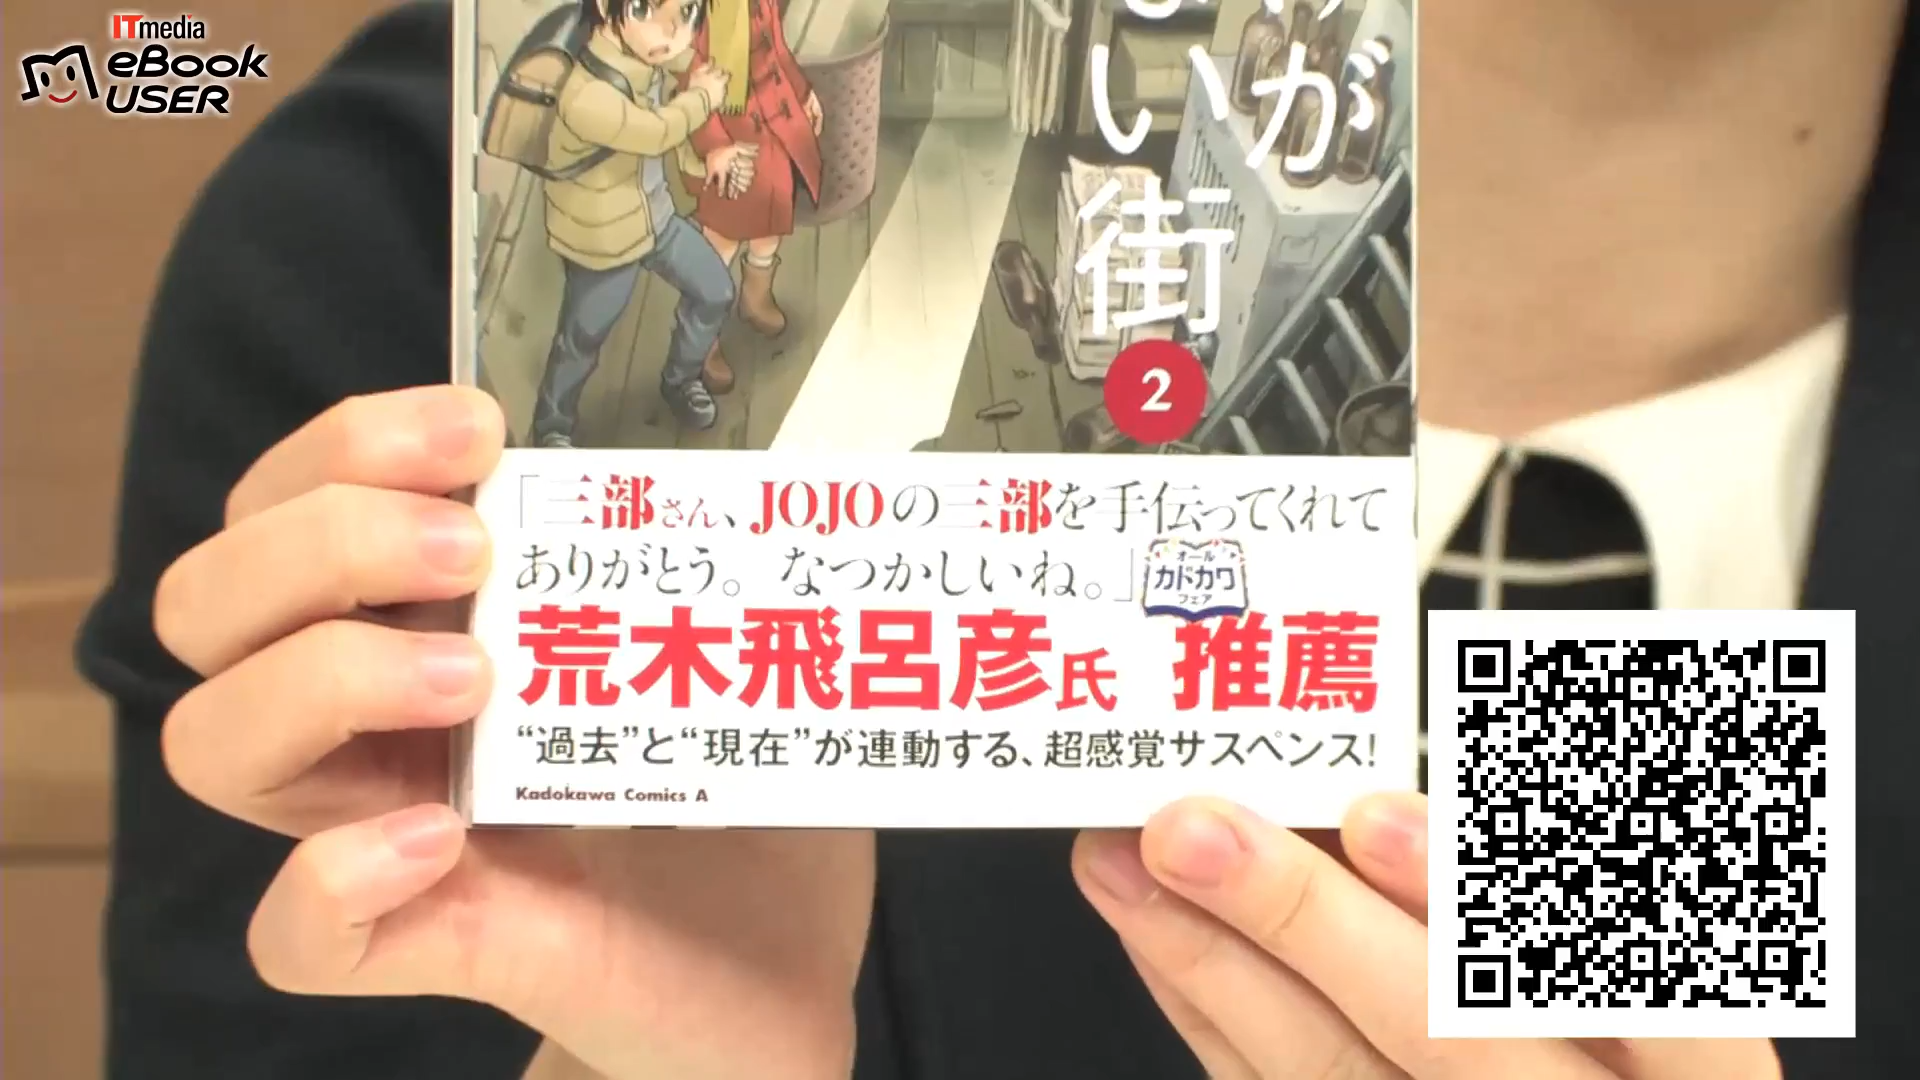 ITmedia
eBook
USER
が
い街
2
「三部さん、JOJOの三部を手伝ってくれて
ありがとう。なつかしいね。」
オール
カドカワ
フェア
荒木飛呂彦氏 推薦
“過去”と“現在”が連動する、超感覚サスペンス!
Kadokawa Comics A